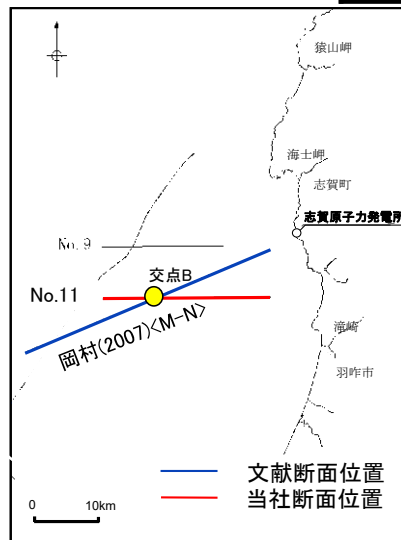 猿山岬
海士岬
志賀町
志賀原子力発電所
No. 9
交点B
No.11
岡村(2007)<M-N>
滝崎
羽咋市
文献断面位置
当社断面位置
0 10km